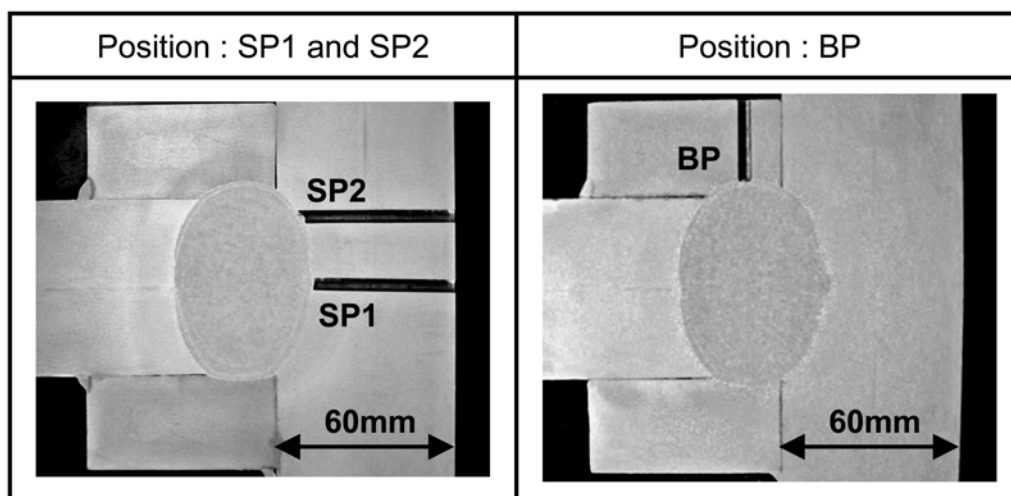 Position : SP1 and SP2
Position : BP
SP2
SP1
60mm
BP
60mm